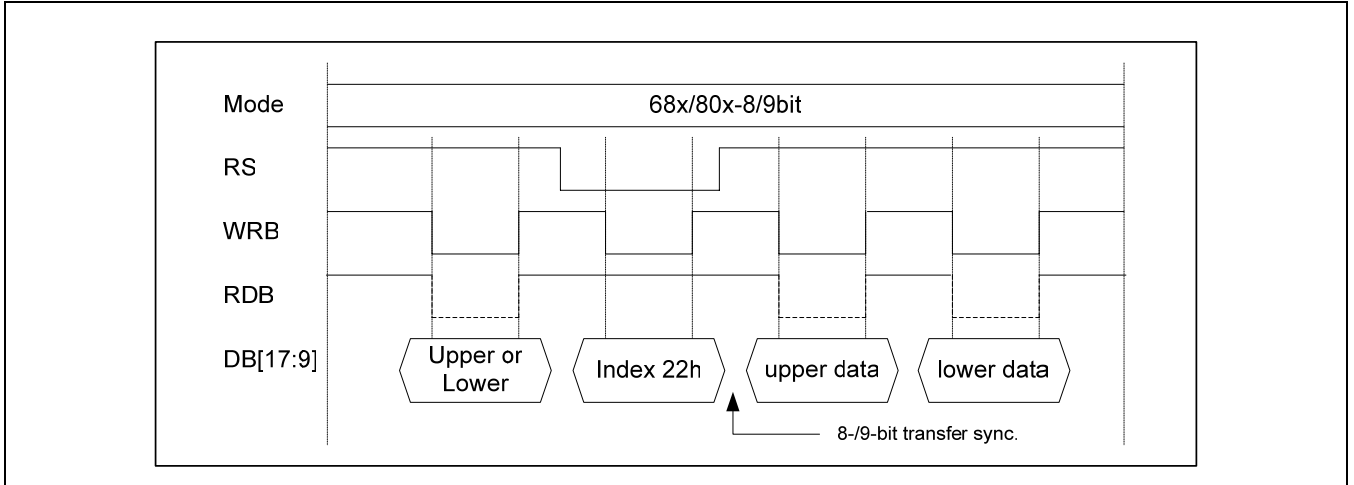 Mode
68x/80x-8/9bit
RS
WRB
RDB
DB[17:9]
Upper or
Lower
Index 22h
upper data
lower data
8-/9-bit transfer sync.